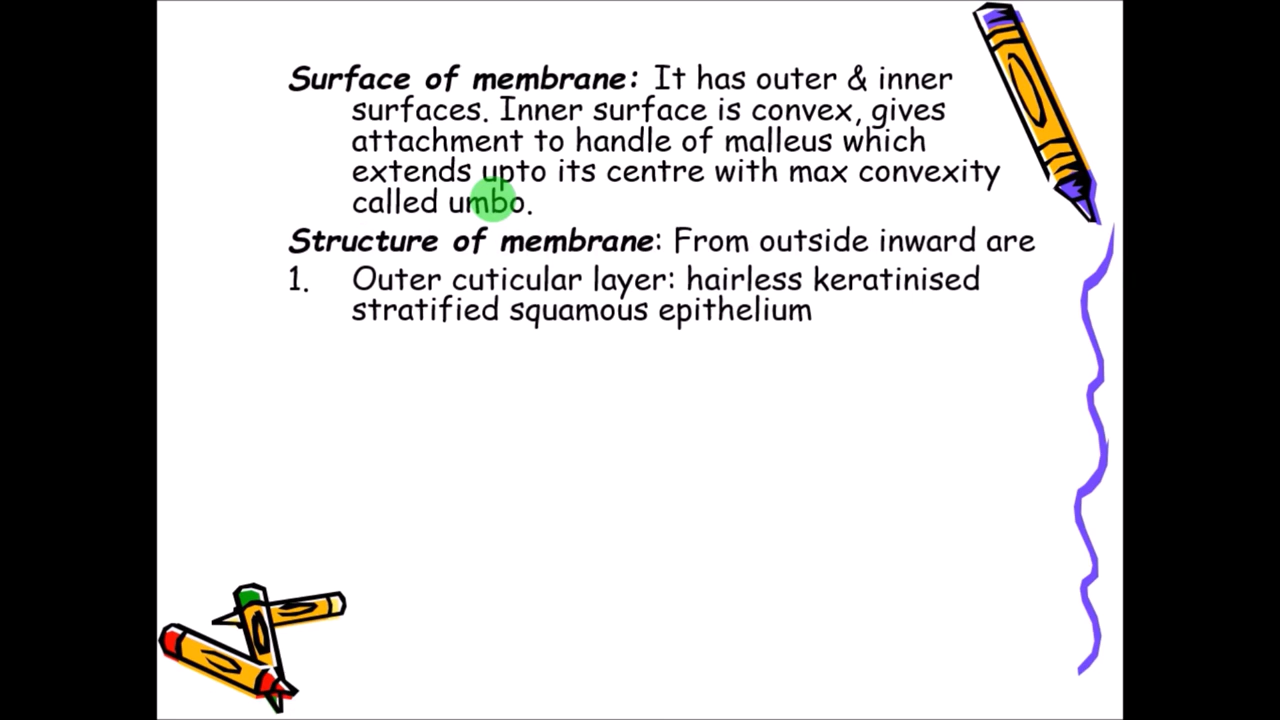 Surface of membrane: It has outer & inner
surfaces. Inner surface is convex, gives
attachment to handle of malleus which
extends upto its centre with max convexity
called umbo.
Structure of membrane: From outside inward are
1. Outer cuticular layer: hairless keratinised
stratified squamous epithelium